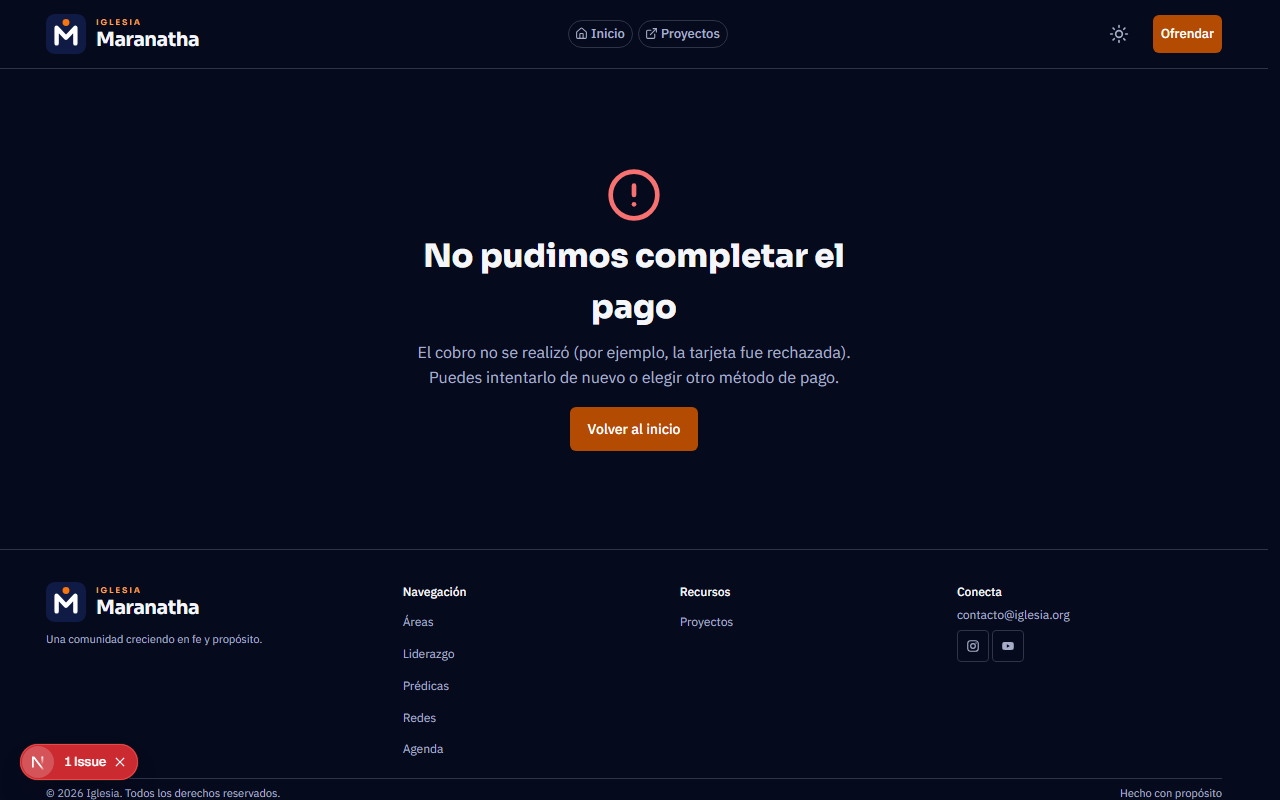 IGLESIA
Maranatha
Inicio
Proyectos
Ofrendar
No pudimos completar el
pago
El cobro no se realizó (por ejemplo, la tarjeta fue rechazada).
Puedes intentarlo de nuevo o elegir otro método de pago.
Volver al inicio
IGLESIA
Maranatha
Una comunidad creciendo en fe y propósito.
Navegación
Áreas
Liderazgo
Prédicas
Redes
Agenda
Recursos
Proyectos
Conecta
contacto@iglesia.org
1 Issue
© 2026 Iglesia. Todos los derechos reservados.
Hecho con propósito